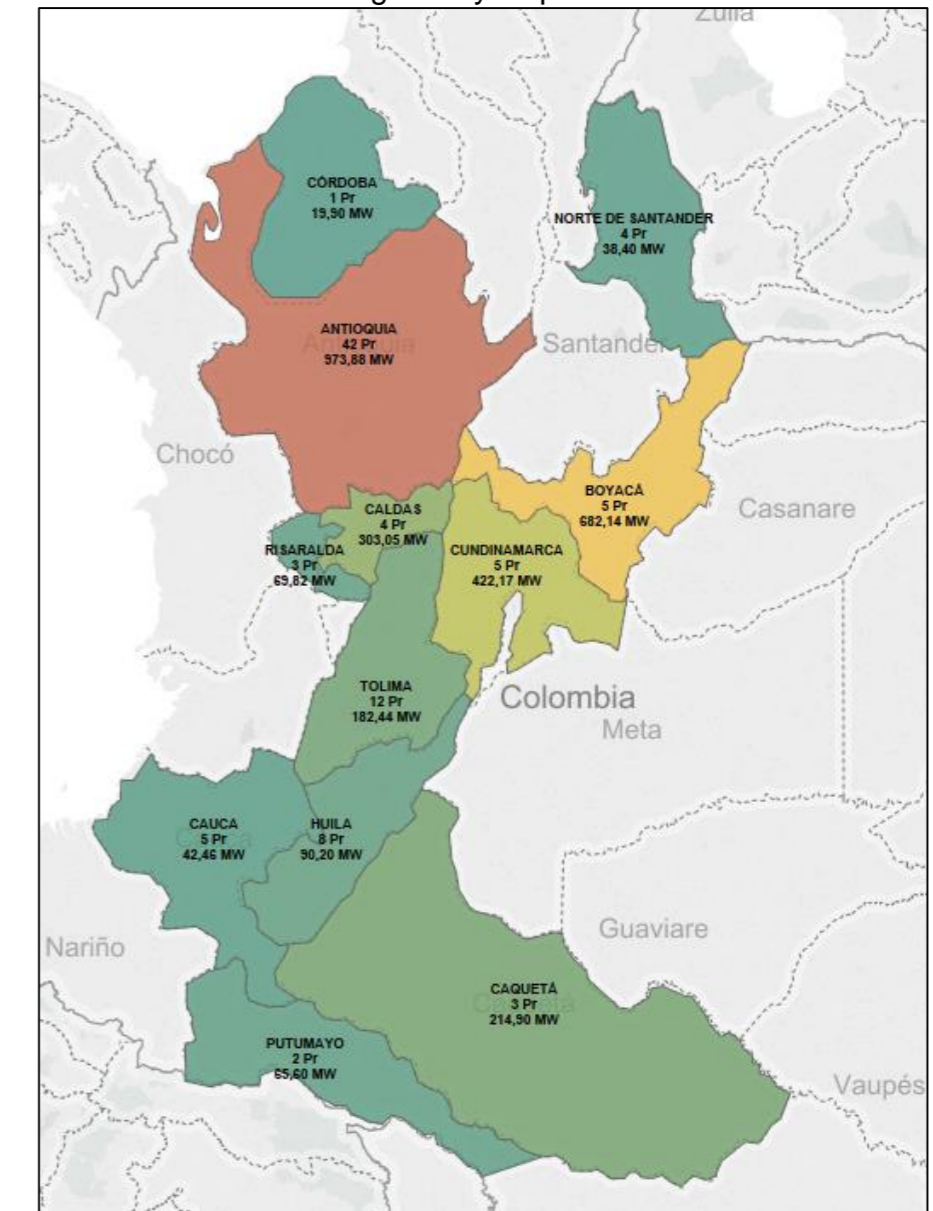 Zulia
CÓRDOBA
1 Pr
19,90 MW
NORTE DE SANTANDER
4 Pr
38,40 MW
ANTIOQUIA
42 Pr
973,88 MW
Santander
Chocó
BOYACÁ
5 Pr
682,14 MW
Casanare
CALDAS
4 Pr
303,05 MW
RISARALDA
3 Pr
69,82 MW
CUNDINAMARCA
5 Pr
422,17 MW
TOLIMA
12 Pr
182,44 MW
Colombia
Meta
CAUCA
5 Pr
42,46 MW
HUILA
8 Pr
90,20 MW
Guaviare
Nariño
CAQUETÁ
3 Pr
214,90 MW
PUTUMAYO
2 Pr
65,60 MW
Vaupés